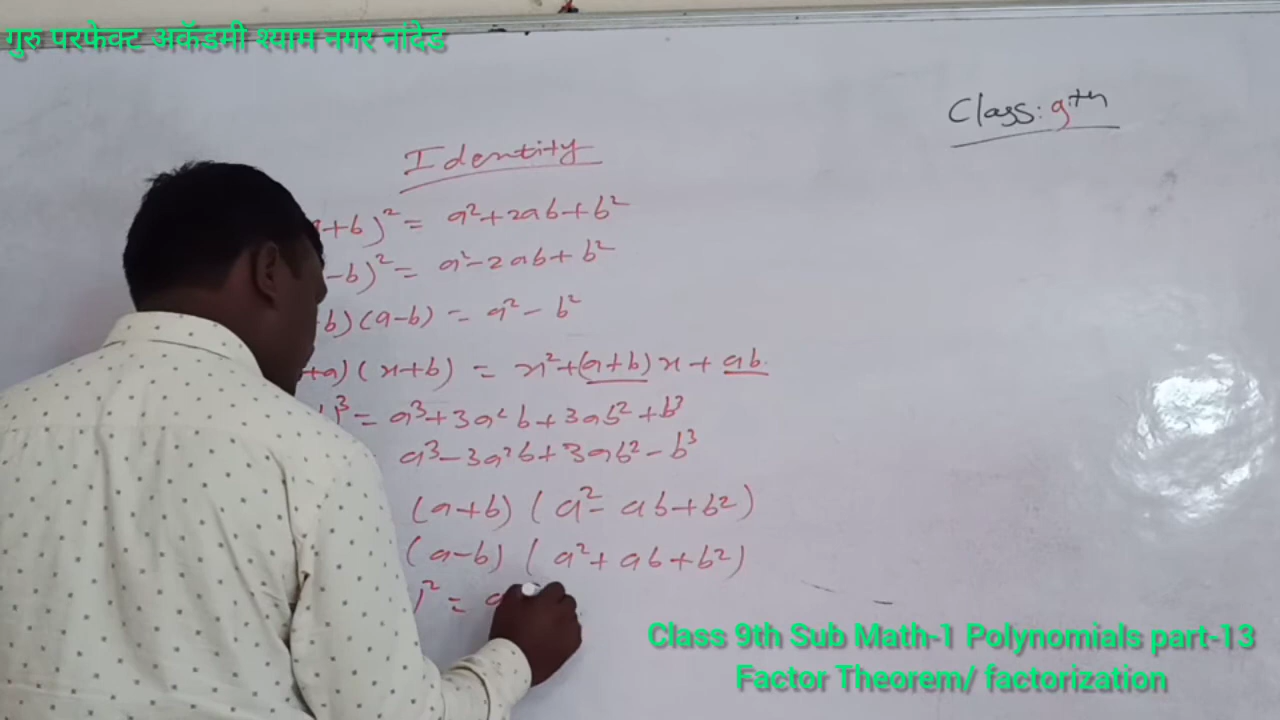 गुरु परफेक्ट अकॅडमी श्याम नगर नांदेड
Class: 9th
Identity
+b)² = a²+2ab+b²
-b)² = a²-2ab+b²
b)(a-b) = a² - b²
+a)(x+b) = x²+(a+b)x + ab.
)³ = a³+3a²b+3ab²+b³
a³-3a²b+3ab²-b³
(a+b) (a²-ab+b²)
(a-b) (a²+ab+b²)
)² = a
Class 9th Sub Math-1 Polynomials part-13
Factor Theorem/ factorization